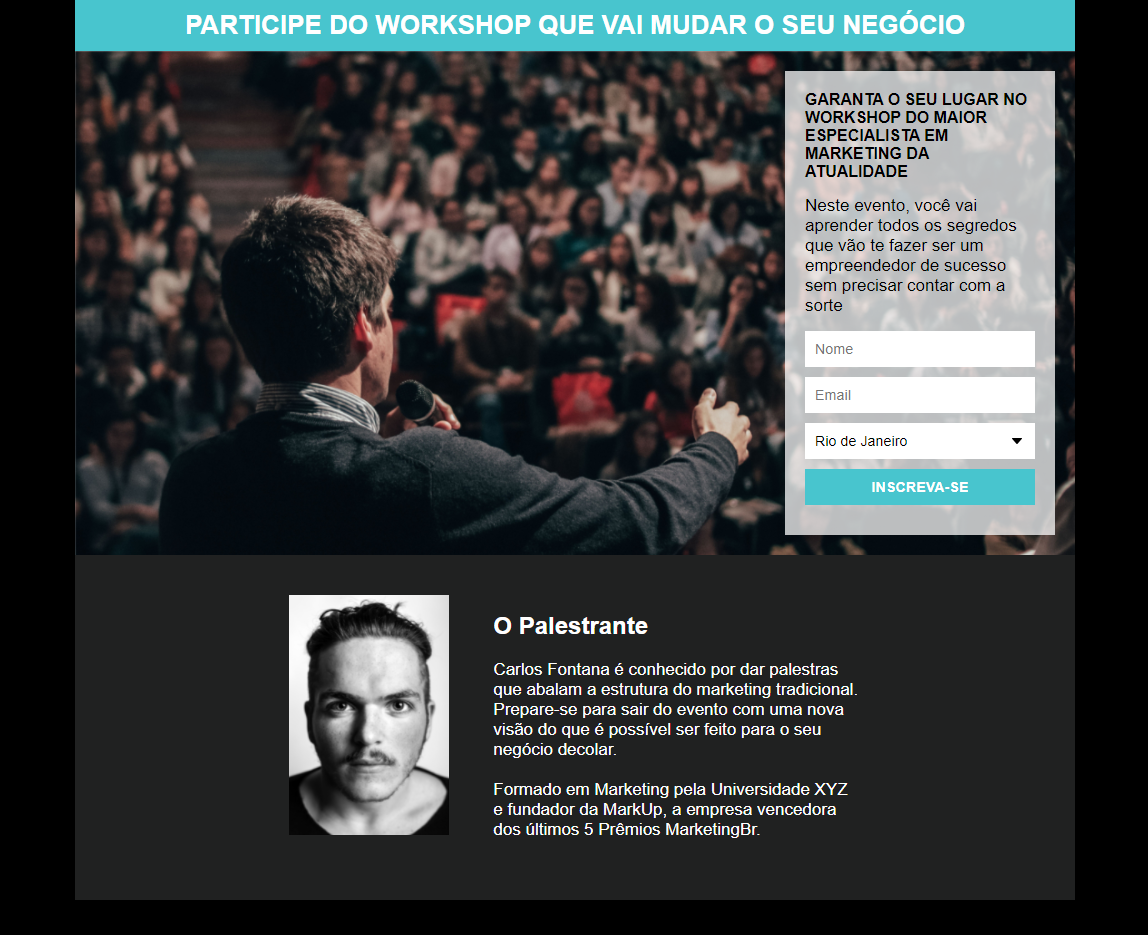 PARTICIPE DO WORKSHOP QUE VAI MUDAR O SEU NEGÓCIO
GARANTA O SEU LUGAR NO
WORKSHOP DO MAIOR
ESPECIALISTA EM
MARKETING DA
ATUALIDADE
Neste evento, você vai
aprender todos os segredos
que vão te fazer ser um
empreendedor de sucesso
sem precisar contar com a
sorte
Nome
Email
Rio de Janeiro
INSCREVA-SE
O Palestrante
Carlos Fontana é conhecido por dar palestras
que abalam a estrutura do marketing tradicional.
Prepare-se para sair do evento com uma nova
visão do que é possível ser feito para o seu
negócio decolar.
Formado em Marketing pela Universidade XYZ
e fundador da MarkUp, a empresa vencedora
dos últimos 5 Prêmios MarketingBr.